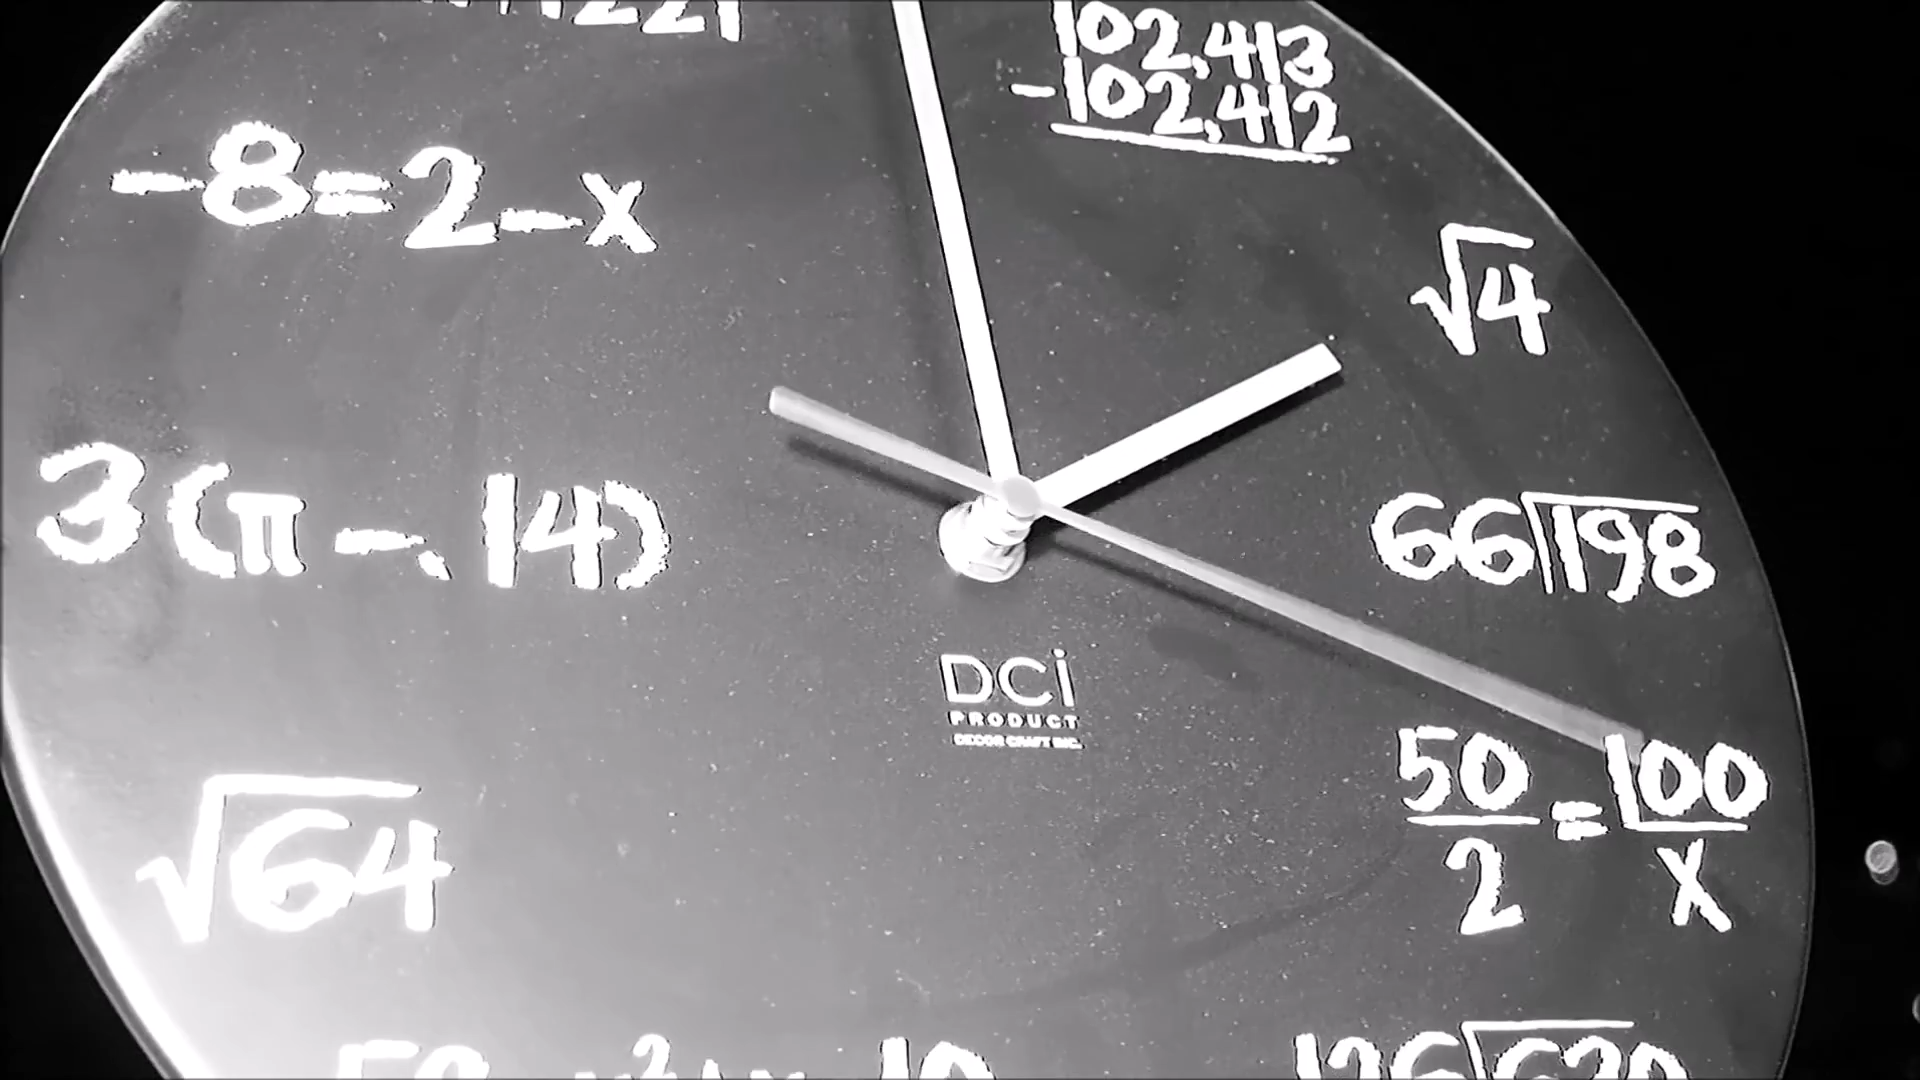 102,413
-102,412
-8=2-x
√4
3(π-.14)
66⟌198
DCi
PRODUCT
DECOR CRAFT INC.
50/2=100/x
√64